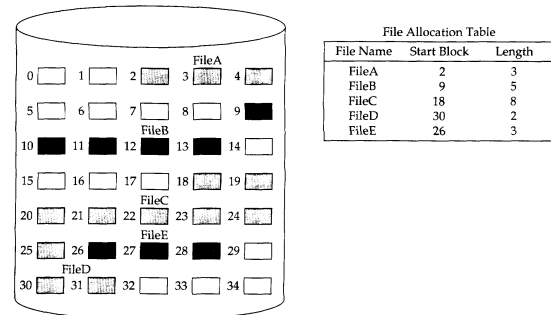 FileA
0 1 2 3 4
5 6 7 8 9
FileB
10 11 12 13 14
15 16 17 18 19
FileC
20 21 22 23 24
FileE
25 26 27 28 29
FileD
30 31 32 33 34
File Allocation Table
File Name Start Block Length
FileA 2 3
FileB 9 5
FileC 18 8
FileD 30 2
FileE 26 3